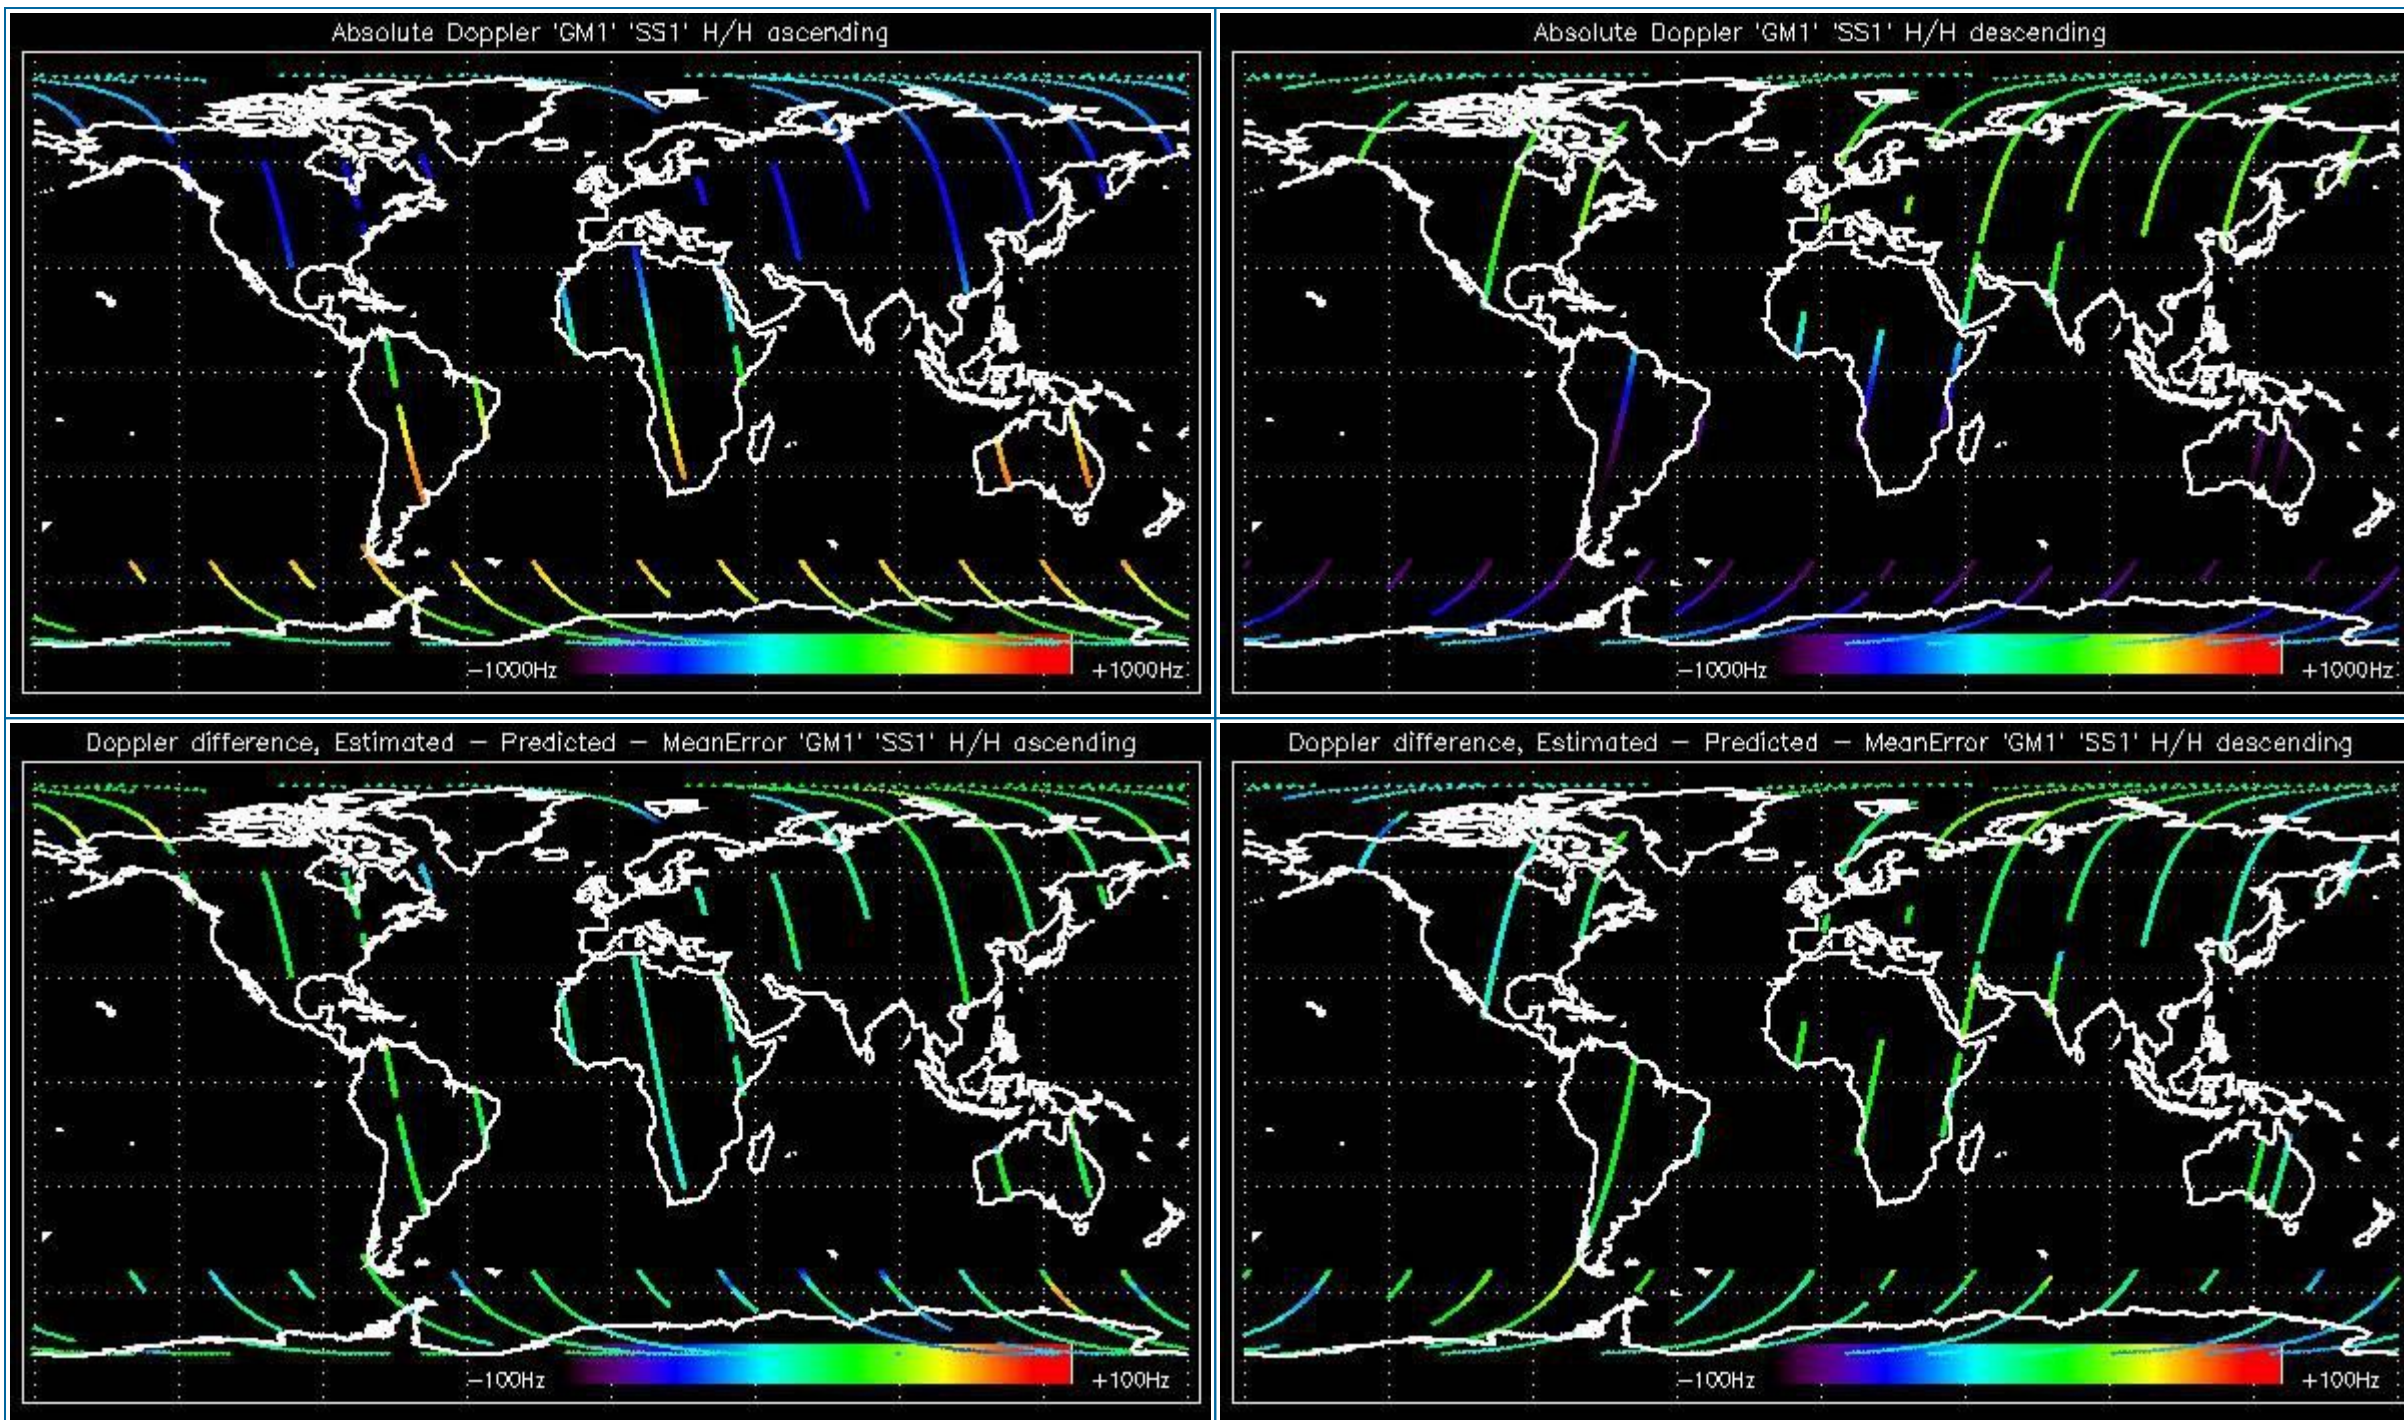 Absolute Doppler 'GM1' 'SS1' H/H ascending
−1000Hz
+1000Hz
Absolute Doppler 'GM1' 'SS1' H/H descending
−1000Hz
+1000Hz
Doppler difference, Estimated − Predicted − MeanError 'GM1' 'SS1' H/H ascending
−100Hz
+100Hz
Doppler difference, Estimated − Predicted − MeanError 'GM1' 'SS1' H/H descending
−100Hz
+100Hz